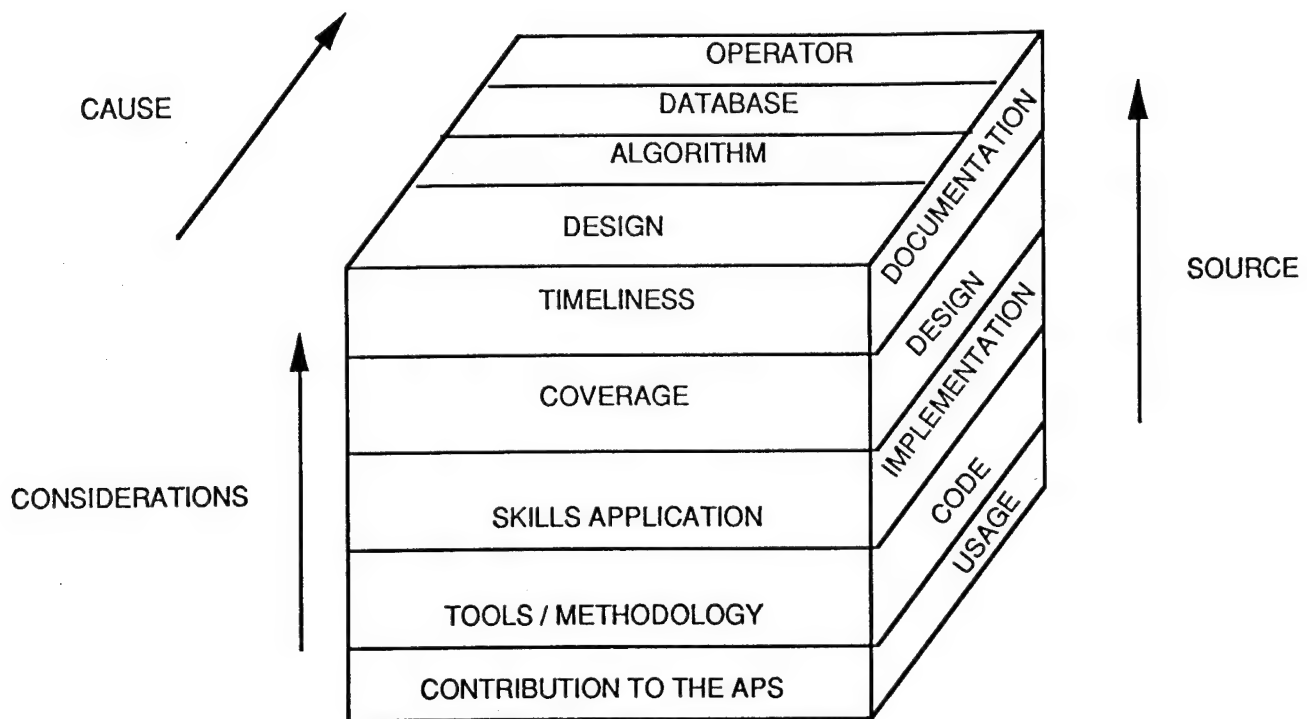 OPERATOR
CAUSE
DATABASE
ALGORITHM
DESIGN
DOCUMENTATION
SOURCE
TIMELINESS
DESIGN
COVERAGE
IMPLEMENTATION
CONSIDERATIONS
SKILLS APPLICATION
CODE
USAGE
TOOLS / METHODOLOGY
CONTRIBUTION TO THE APS